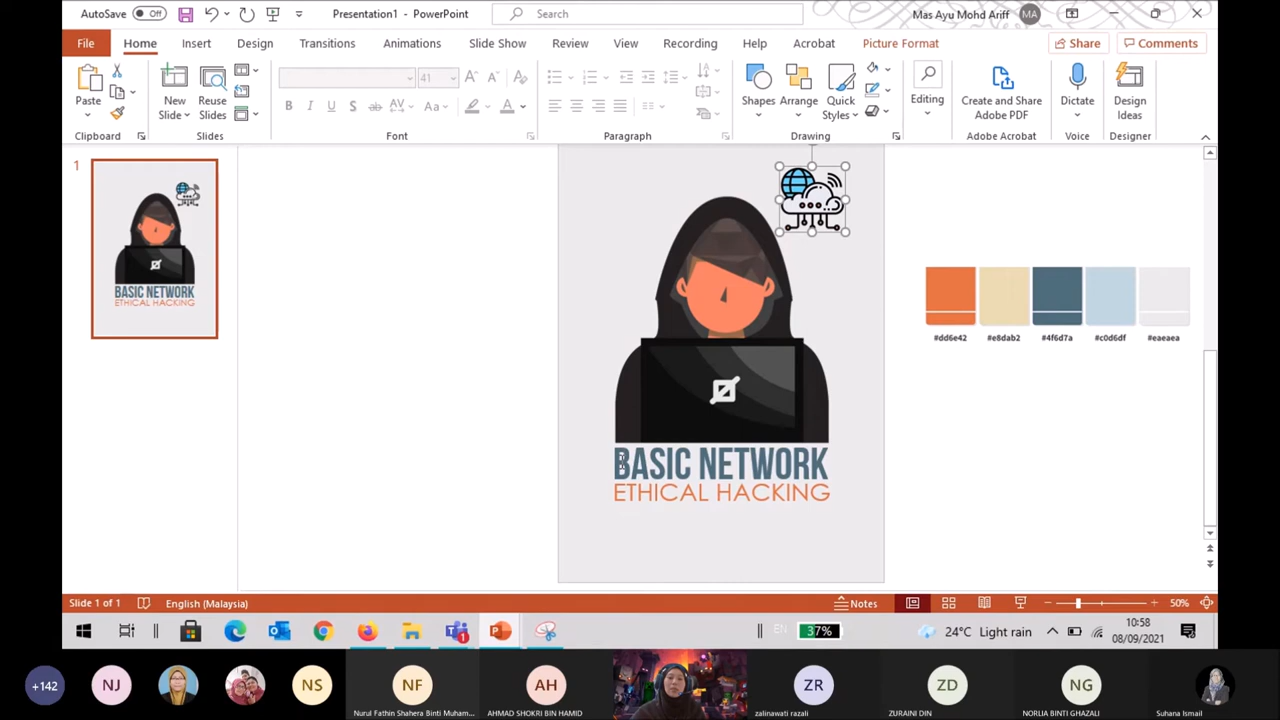 AutoSave Off Presentation1 - PowerPoint Search Mas Ayu Mohd Ariff MA
File Home Insert Design Transitions Animations Slide Show Review View Recording Help Acrobat Picture Format Share Comments
41
Paste New Slide Reuse Slides Shapes Arrange Quick Styles Editing Create and Share Adobe PDF Dictate Design Ideas
Clipboard Slides Font Paragraph Drawing Adobe Acrobat Voice Designer
1
BASIC NETWORK
ETHICAL HACKING
#dd6e42 #e8dab2 #4f6d7a #c0d6df #eaeaea
BASIC NETWORK
ETHICAL HACKING
Slide 1 of 1 English (Malaysia) Notes 50%
1 EN 37% 24°C Light rain 10:58
08/09/2021
+142 NJ NS NF AH ZR ZD NG
Nurul Fathin Shahera Binti Muham... AHMAD SHOKRI BIN HAMID zalinawati razali ZURAINI DIN NORLIA BINTI GHAZALI Suhana Ismail